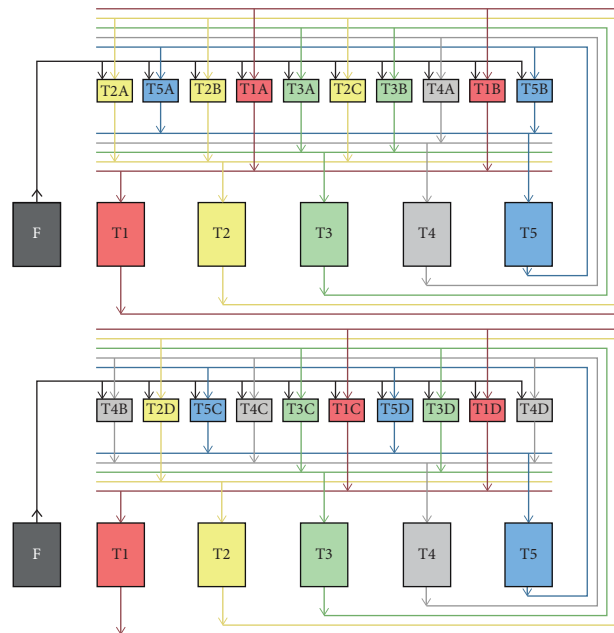 T2A T5A T2B T1A T3A T2C T3B T4A T1B T5B
F T1 T2 T3 T4 T5
T4B T2D T5C T4C T3C T1C T5D T3D T1D T4D
F T1 T2 T3 T4 T5